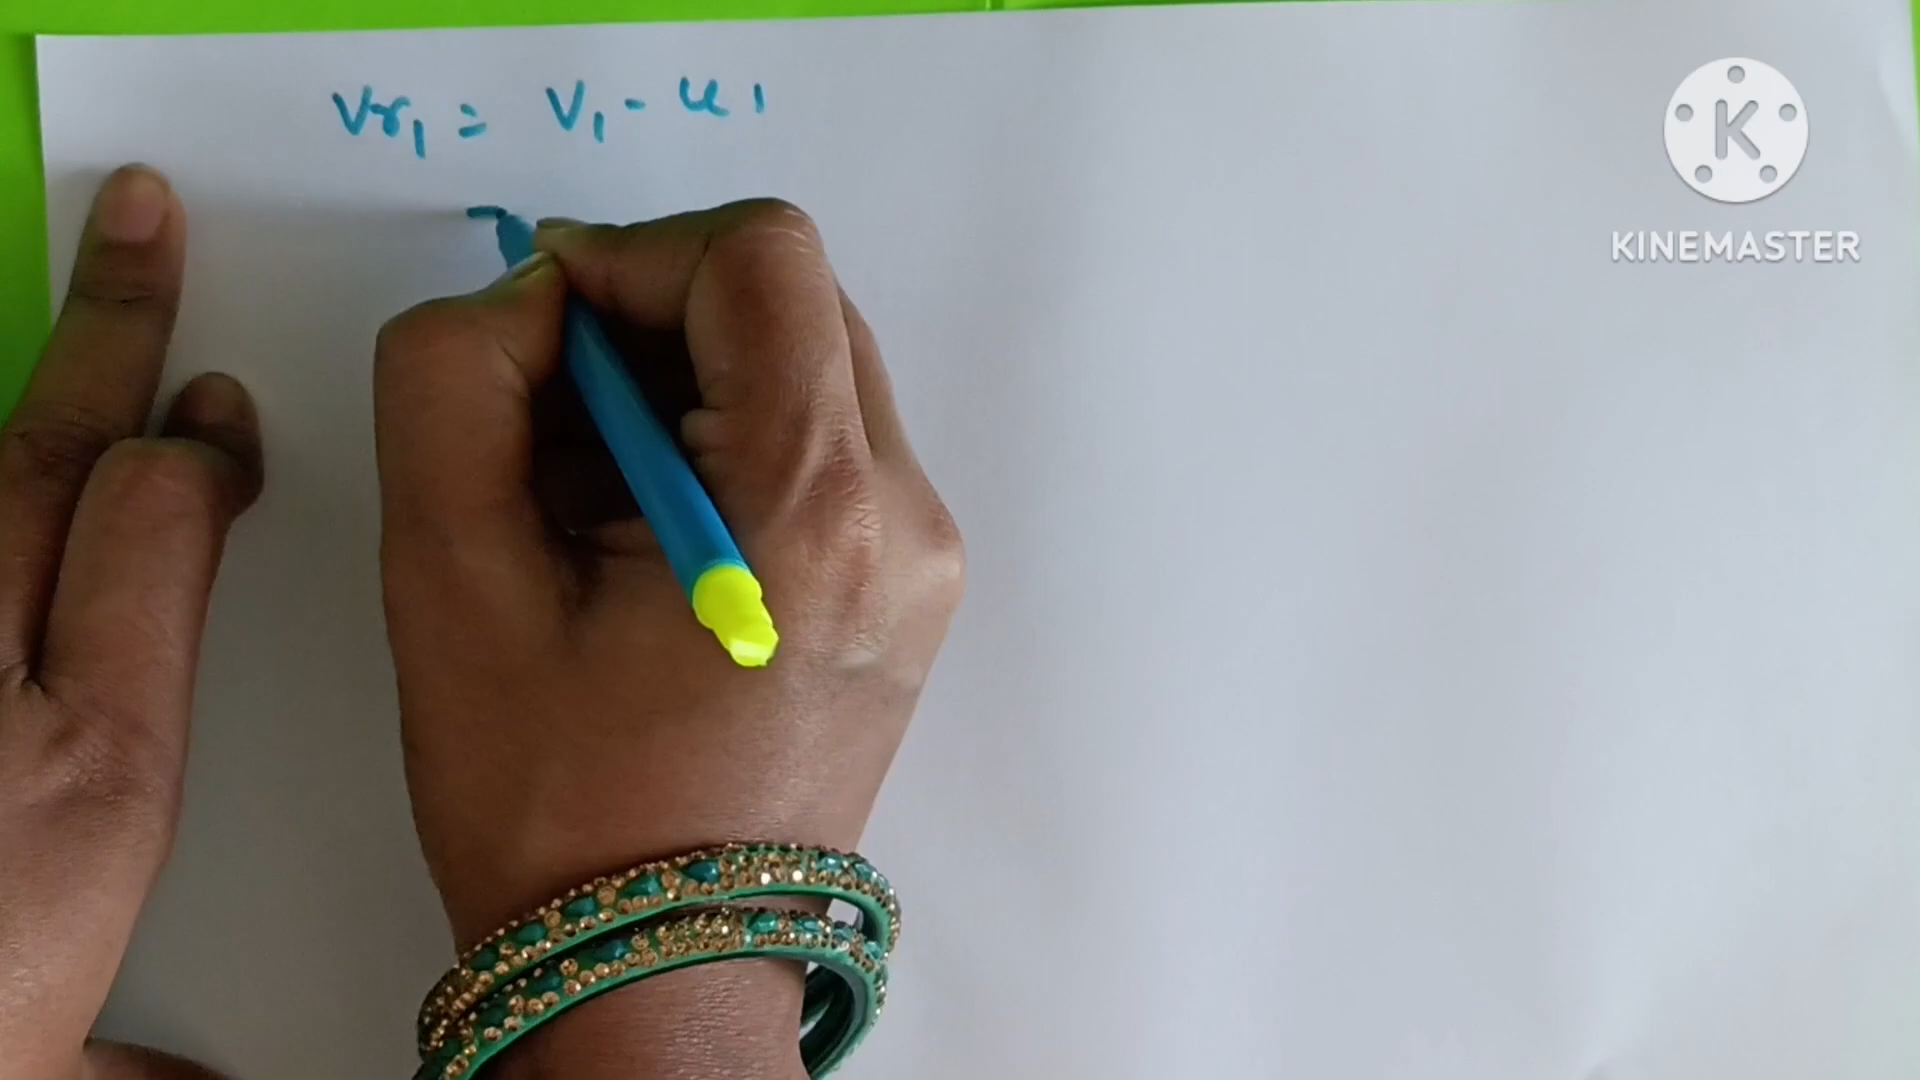 Vr₁ = V₁ - u₁
K
KINEMASTER